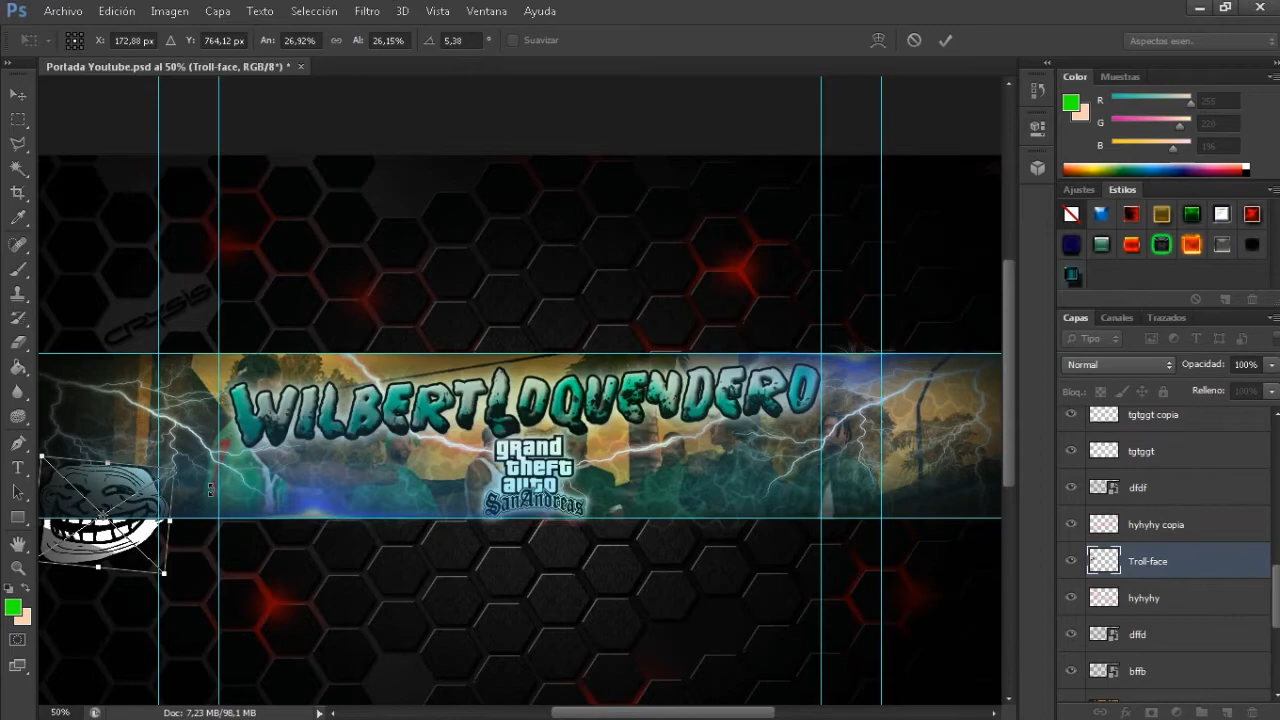 Ps Archivo Edición Imagen Capa Texto Selección Filtro 3D Vista Ventana Ayuda
X: 172,88 px Y: 764,12 px An: 26,92% Al: 26,15% 5,38 ° Suavizar Aspectos esen.
Portada Youtube.psd al 50% (Troll-face, RGB/8*) * ×
Color Muestras
R 255
G 220
B 196
Ajustes Estilos
CRYSIS
WILBERTLOQUENDERO
grand
theft
auto
SanAndreas
Capas Canales Trazados
Tipo
Normal Opacidad: 100%
Bloq.: Relleno: 100%
tgtggt copia
tgtggt
dfdf
hyhyhy copia
Troll-face
hyhyhy
dffd
bffb
50% Doc: 7,23 MB/98,1 MB